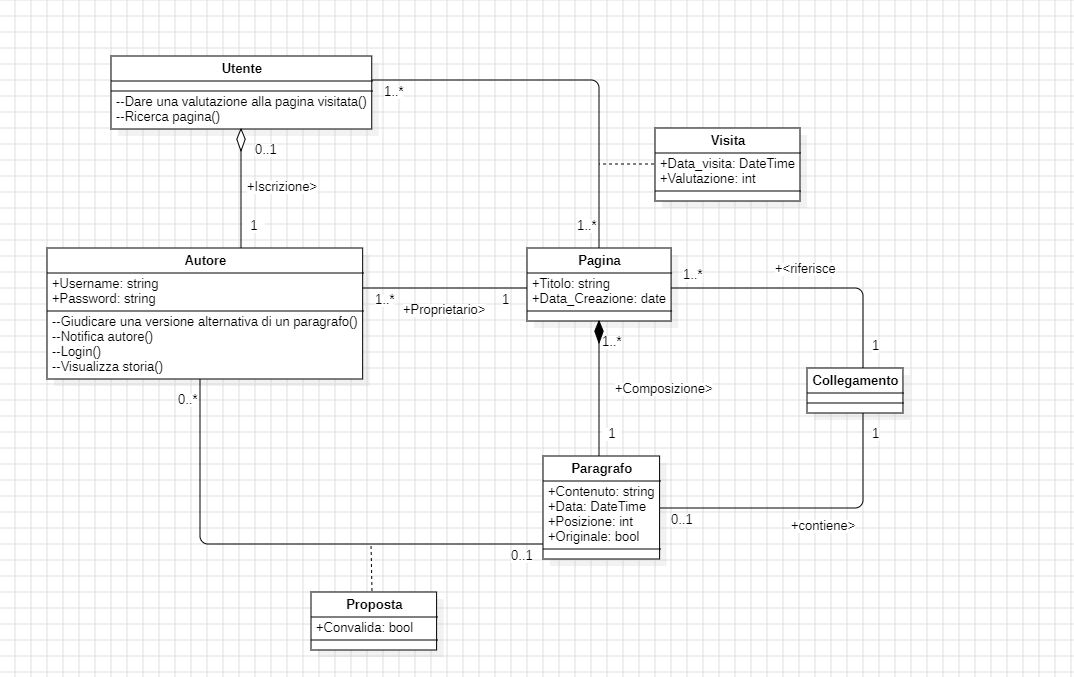 Utente
--Dare una valutazione alla pagina visitata()
--Ricerca pagina()
1..*
0..1
+Iscrizione>
1
Visita
+Data_visita: DateTime
+Valutazione: int
1..*
Autore
+Username: string
+Password: string
--Giudicare una versione alternativa di un paragrafo()
--Notifica autore()
--Login()
--Visualizza storia()
1..*
+Proprietario>
1
Pagina
+Titolo: string
+Data_Creazione: date
1..*
+<riferisce
1
1..*
+Composizione>
1
Collegamento
1
+contiene>
0..1
Paragrafo
+Contenuto: string
+Data: DateTime
+Posizione: int
+Originale: bool
0..*
0..1
Proposta
+Convalida: bool